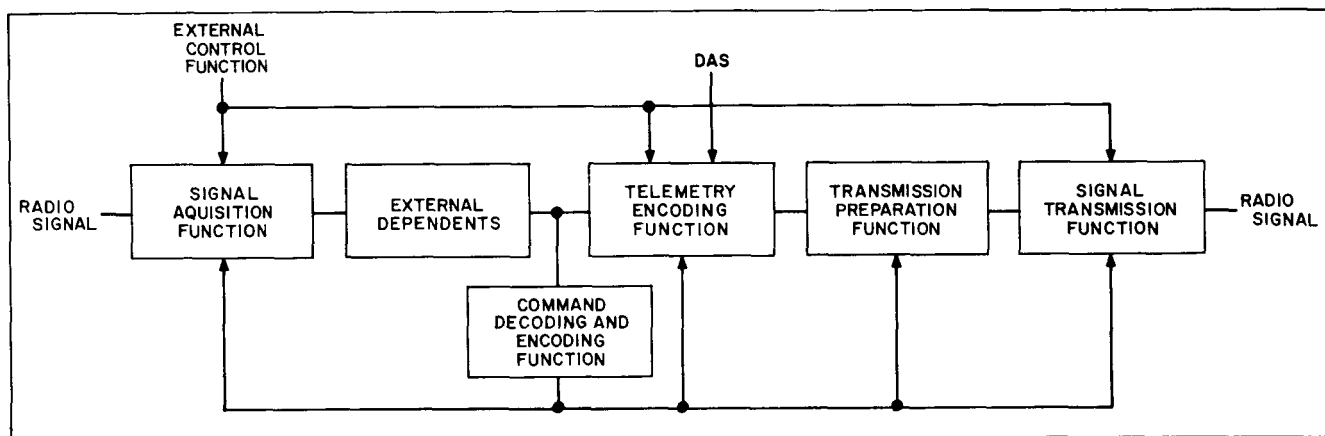 EXTERNAL
CONTROL
FUNCTION
DAS
RADIO
SIGNAL
SIGNAL
AQUISITION
FUNCTION
EXTERNAL
DEPENDENTS
TELEMETRY
ENCODING
FUNCTION
TRANSMISSION
PREPARATION
FUNCTION
SIGNAL
TRANSMISSION
FUNCTION
RADIO
SIGNAL
COMMAND
DECODING AND
ENCODING
FUNCTION